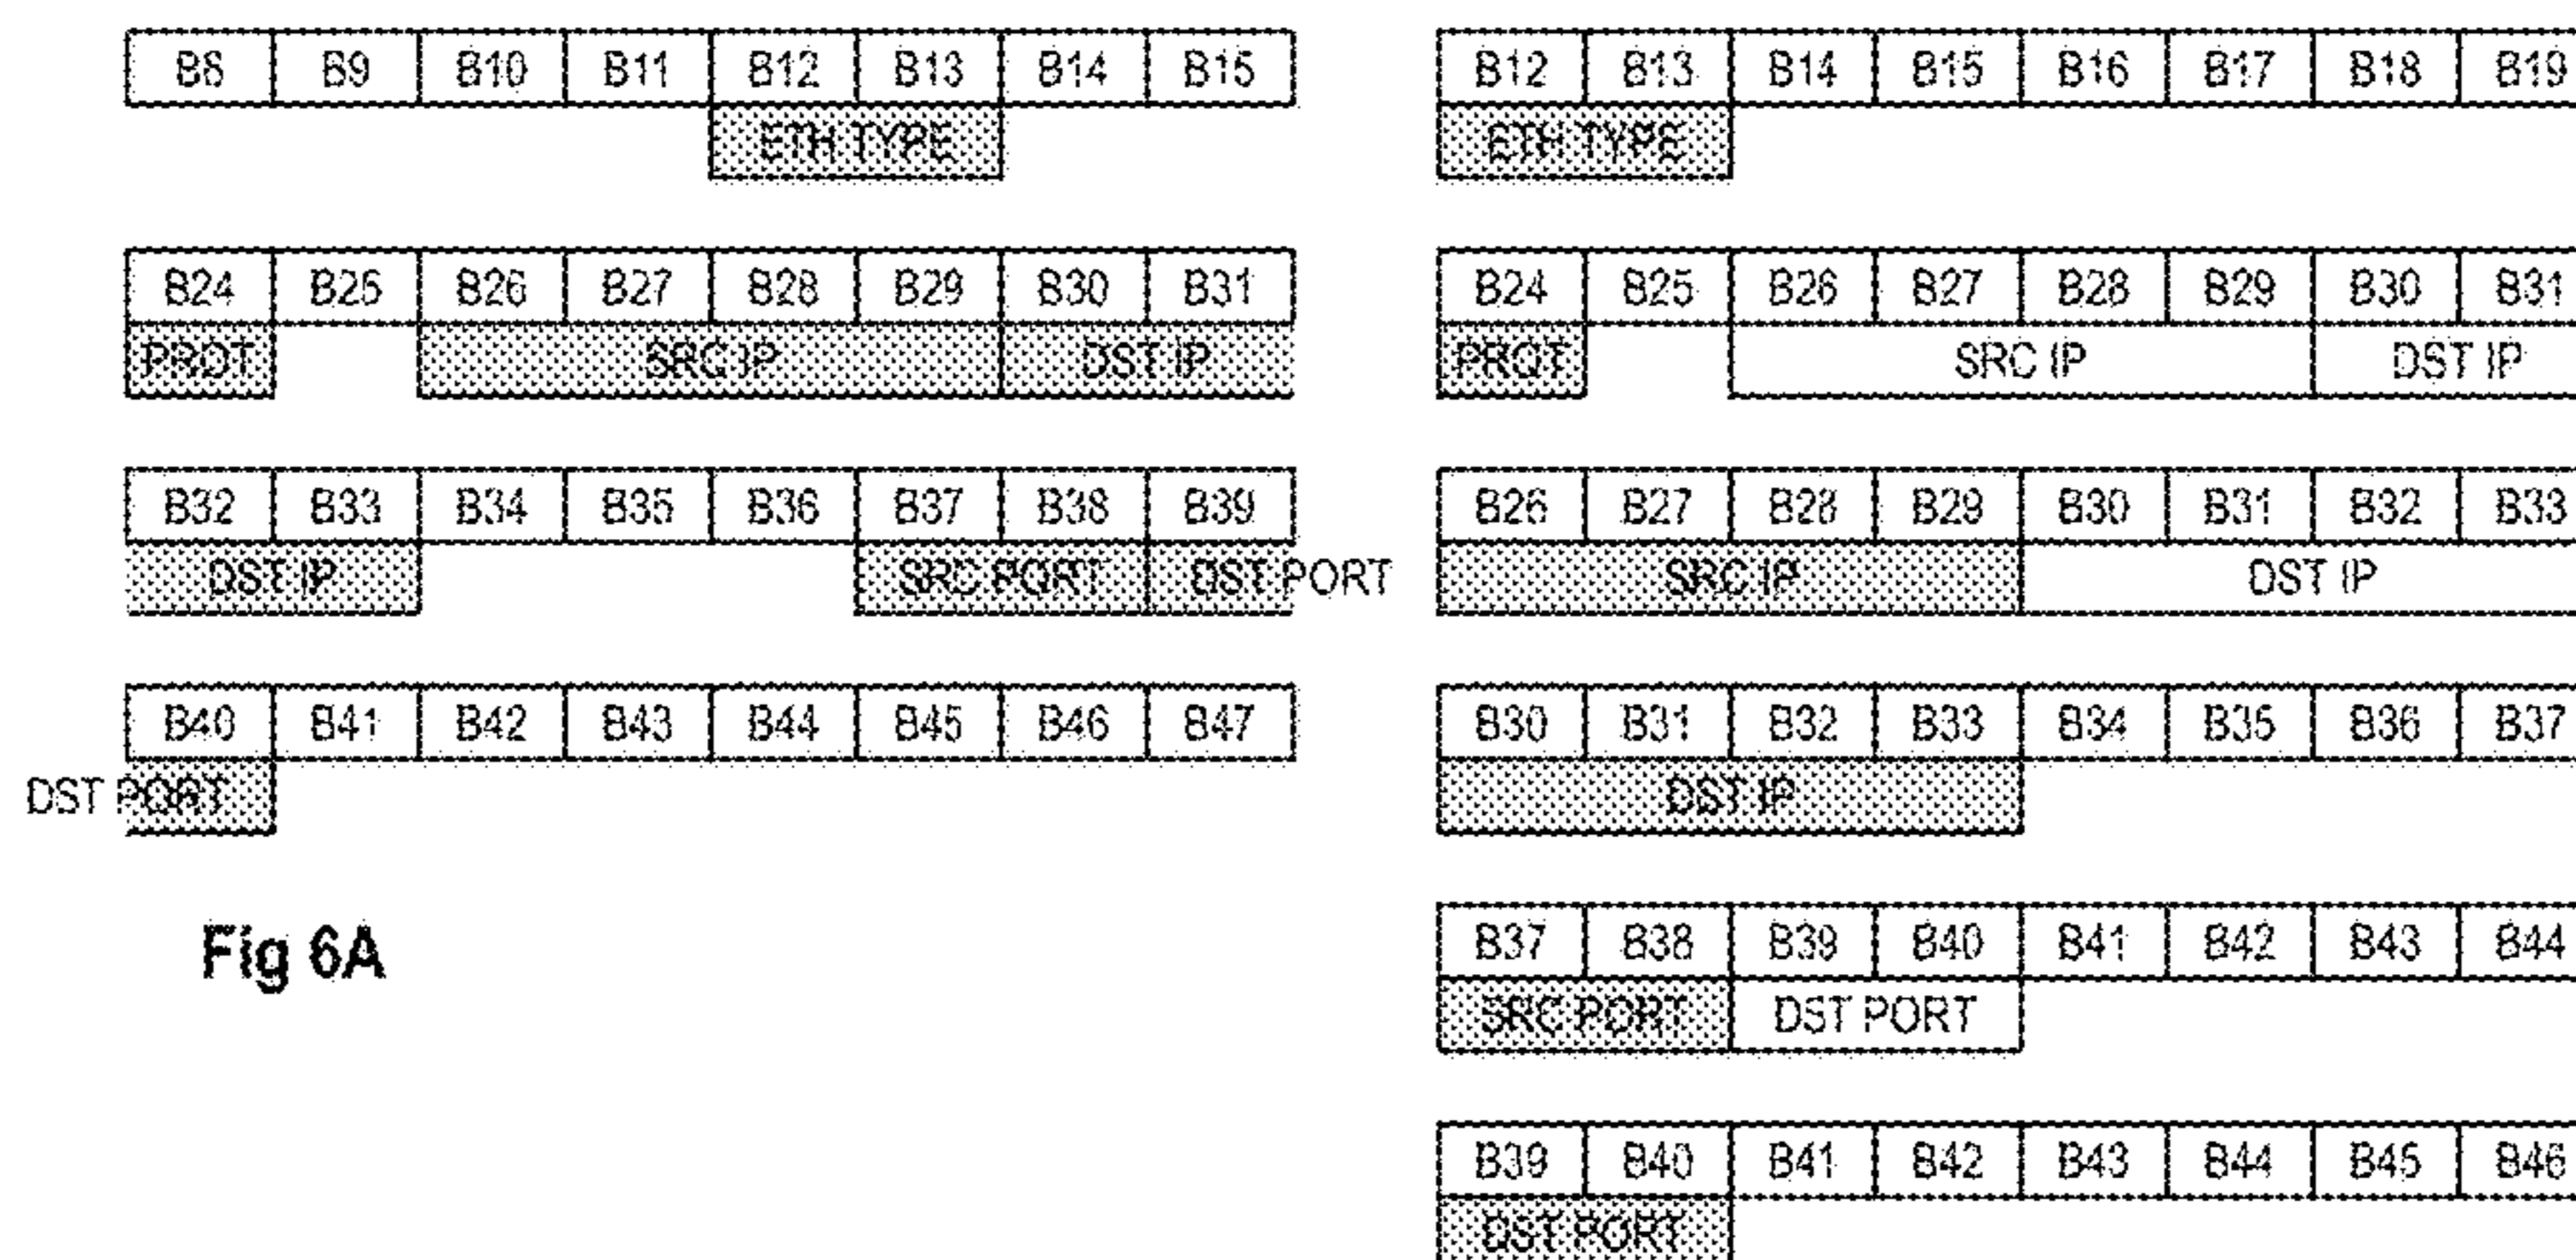 B8 B9 B10 B11 B12 B13 B14 B15
ETH TYPE
B24 B25 B26 B27 B28 B29 B30 B31
PROT SRC IP DST IP
B32 B33 B34 B35 B36 B37 B38 B39
DST IP SRC PORT DST PORT
B40 B41 B42 B43 B44 B45 B46 B47
DST PORT
Fig 6A
B12 B13 B14 B15 B16 B17 B18 B19
ETH TYPE
B24 B25 B26 B27 B28 B29 B30 B31
PROT SRC IP DST IP
B26 B27 B28 B29 B30 B31 B32 B33
SRC IP DST IP
B30 B31 B32 B33 B34 B35 B36 B37
DST IP
B37 B38 B39 B40 B41 B42 B43 B44
SRC PORT DST PORT
B39 B40 B41 B42 B43 B44 B45 B46
DST PORT